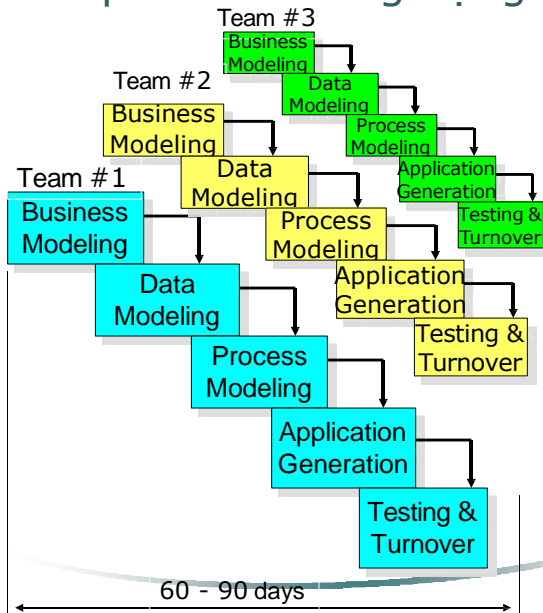 Team #3
Business
Modeling
Data
Modeling
Process
Modeling
Application
Generation
Testing &
Turnover
Team #2
Business
Modeling
Data
Modeling
Process
Modeling
Application
Generation
Testing &
Turnover
Team #1
Business
Modeling
Data
Modeling
Process
Modeling
Application
Generation
Testing &
Turnover
60 - 90 days